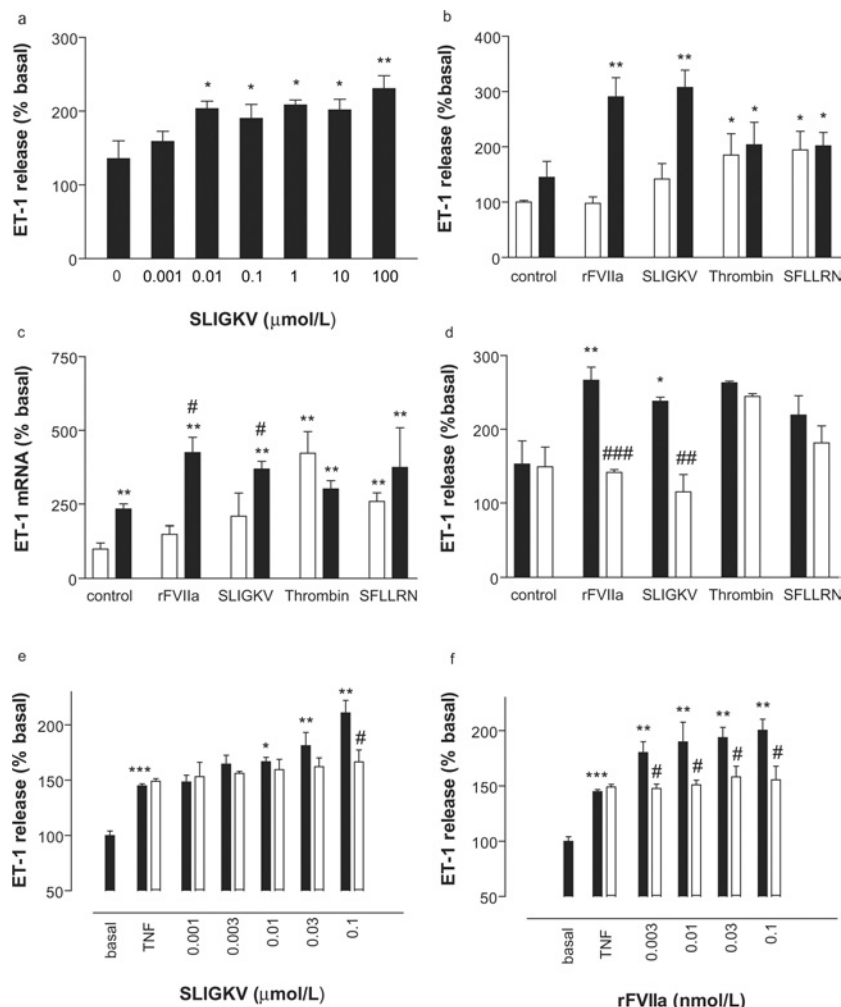 a
ET-1 release (% basal)
300
200
100
0
* * * * **
0 0.001 0.01 0.1 1 10 100
SLIGKV (μmol/L)
b
ET-1 release (%basal)
400
300
200
100
0
** ** * * * *
control rFVIIa SLIGKV Thrombin SFLLRN
c
ET-1 mRNA (% basal)
750
500
250
0
# #
** ** ** ** ** ** **
control rFVIIa SLIGKV Thrombin SFLLRN
d
ET-1 release (%basal)
300
200
100
0
** *
### ##
control rFVIIa SLIGKV Thrombin SFLLRN
e
ET-1 release (% basal)
200
150
100
50
*** * ** ** #
basal TNF 0.001 0.003 0.01 0.03 0.1
SLIGKV (μmol/L)
f
ET-1 release (% basal)
200
150
100
50
*** ** ** ** **
# # # #
basal TNF 0.003 0.01 0.03 0.1
rFVIIa (nmol/L)